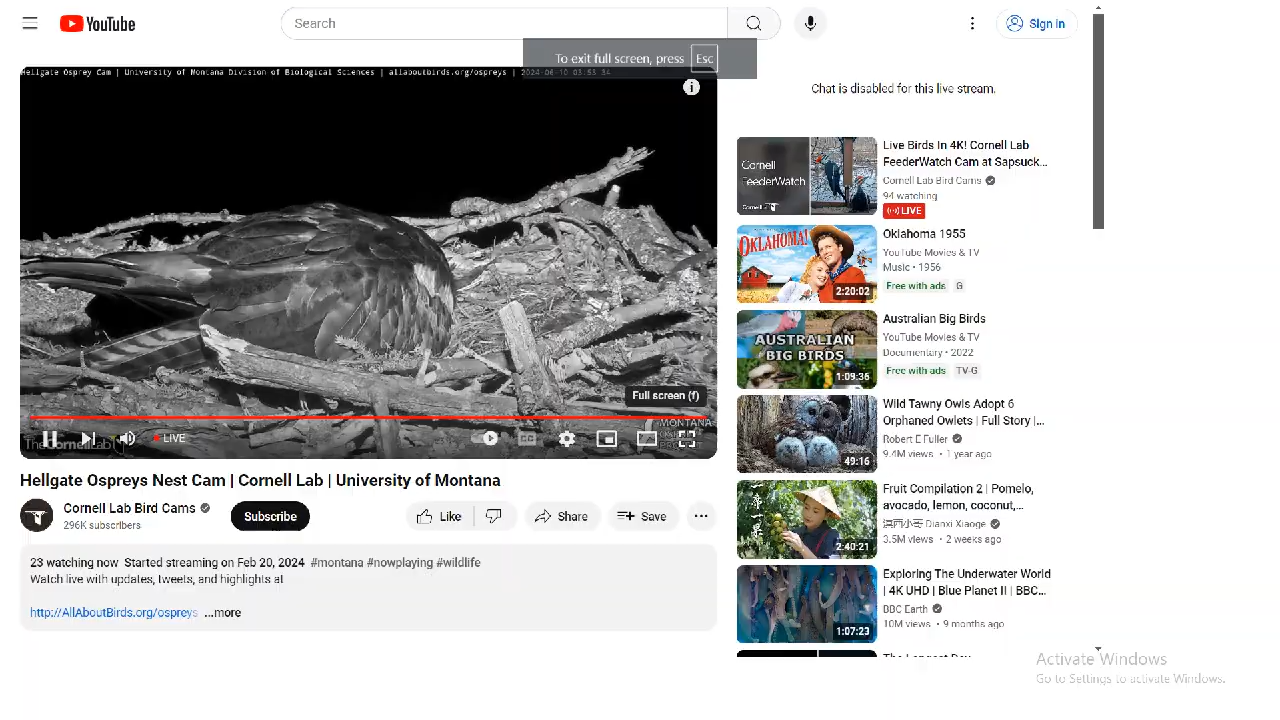 YouTube
Search
Sign in
To exit full screen, press Esc
Hellgate Osprey Cam | University of Montana Division of Biological Sciences | allaboutbirds.org/ospreys | 2024-06-10 03:53:34
Full screen (f)
MONTANA
TheCornellLab
LIVE
Hellgate Ospreys Nest Cam | Cornell Lab | University of Montana
Cornell Lab Bird Cams
296K subscribers
Subscribe
Like
Share
Save
23 watching now Started streaming on Feb 20, 2024 #montana #nowplaying #wildlife
Watch live with updates, tweets, and highlights at
http://AllAboutBirds.org/ospreys ...more
Chat is disabled for this live stream.
Cornell
FeederWatch
Live Birds In 4K! Cornell Lab
FeederWatch Cam at Sapsuck...
Cornell Lab Bird Cams
94 watching
LIVE
OKLAHOMA!
2:20:02
Oklahoma 1955
YouTube Movies & TV
Music • 1956
Free with ads G
AUSTRALIAN
BIG BIRDS
1:09:36
Australian Big Birds
YouTube Movies & TV
Documentary • 2022
Free with ads TV-G
49:16
Wild Tawny Owls Adopt 6
Orphaned Owlets | Full Story |...
Robert E Fuller
9.4M views • 1 year ago
2:40:21
Fruit Compilation 2 | Pomelo,
avocado, lemon, coconut,...
滇西小哥 Dianxi Xiaoge
3.5M views • 2 weeks ago
1:07:23
Exploring The Underwater World
| 4K UHD | Blue Planet II | BBC...
BBC Earth
10M views • 9 months ago
Activate Windows
Go to Settings to activate Windows.